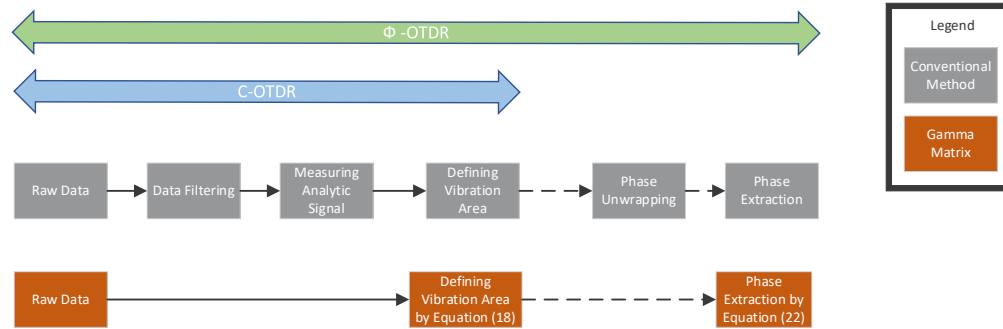 Φ -OTDR
C-OTDR
Legend
Conventional
Method
Gamma
Matrix
Raw Data
Data Filtering
Measuring
Analytic
Signal
Defining
Vibration
Area
Phase
Unwrapping
Phase
Extraction
Raw Data
Defining
Vibration Area
by Equation (18)
Phase
Extraction by
Equation (22)